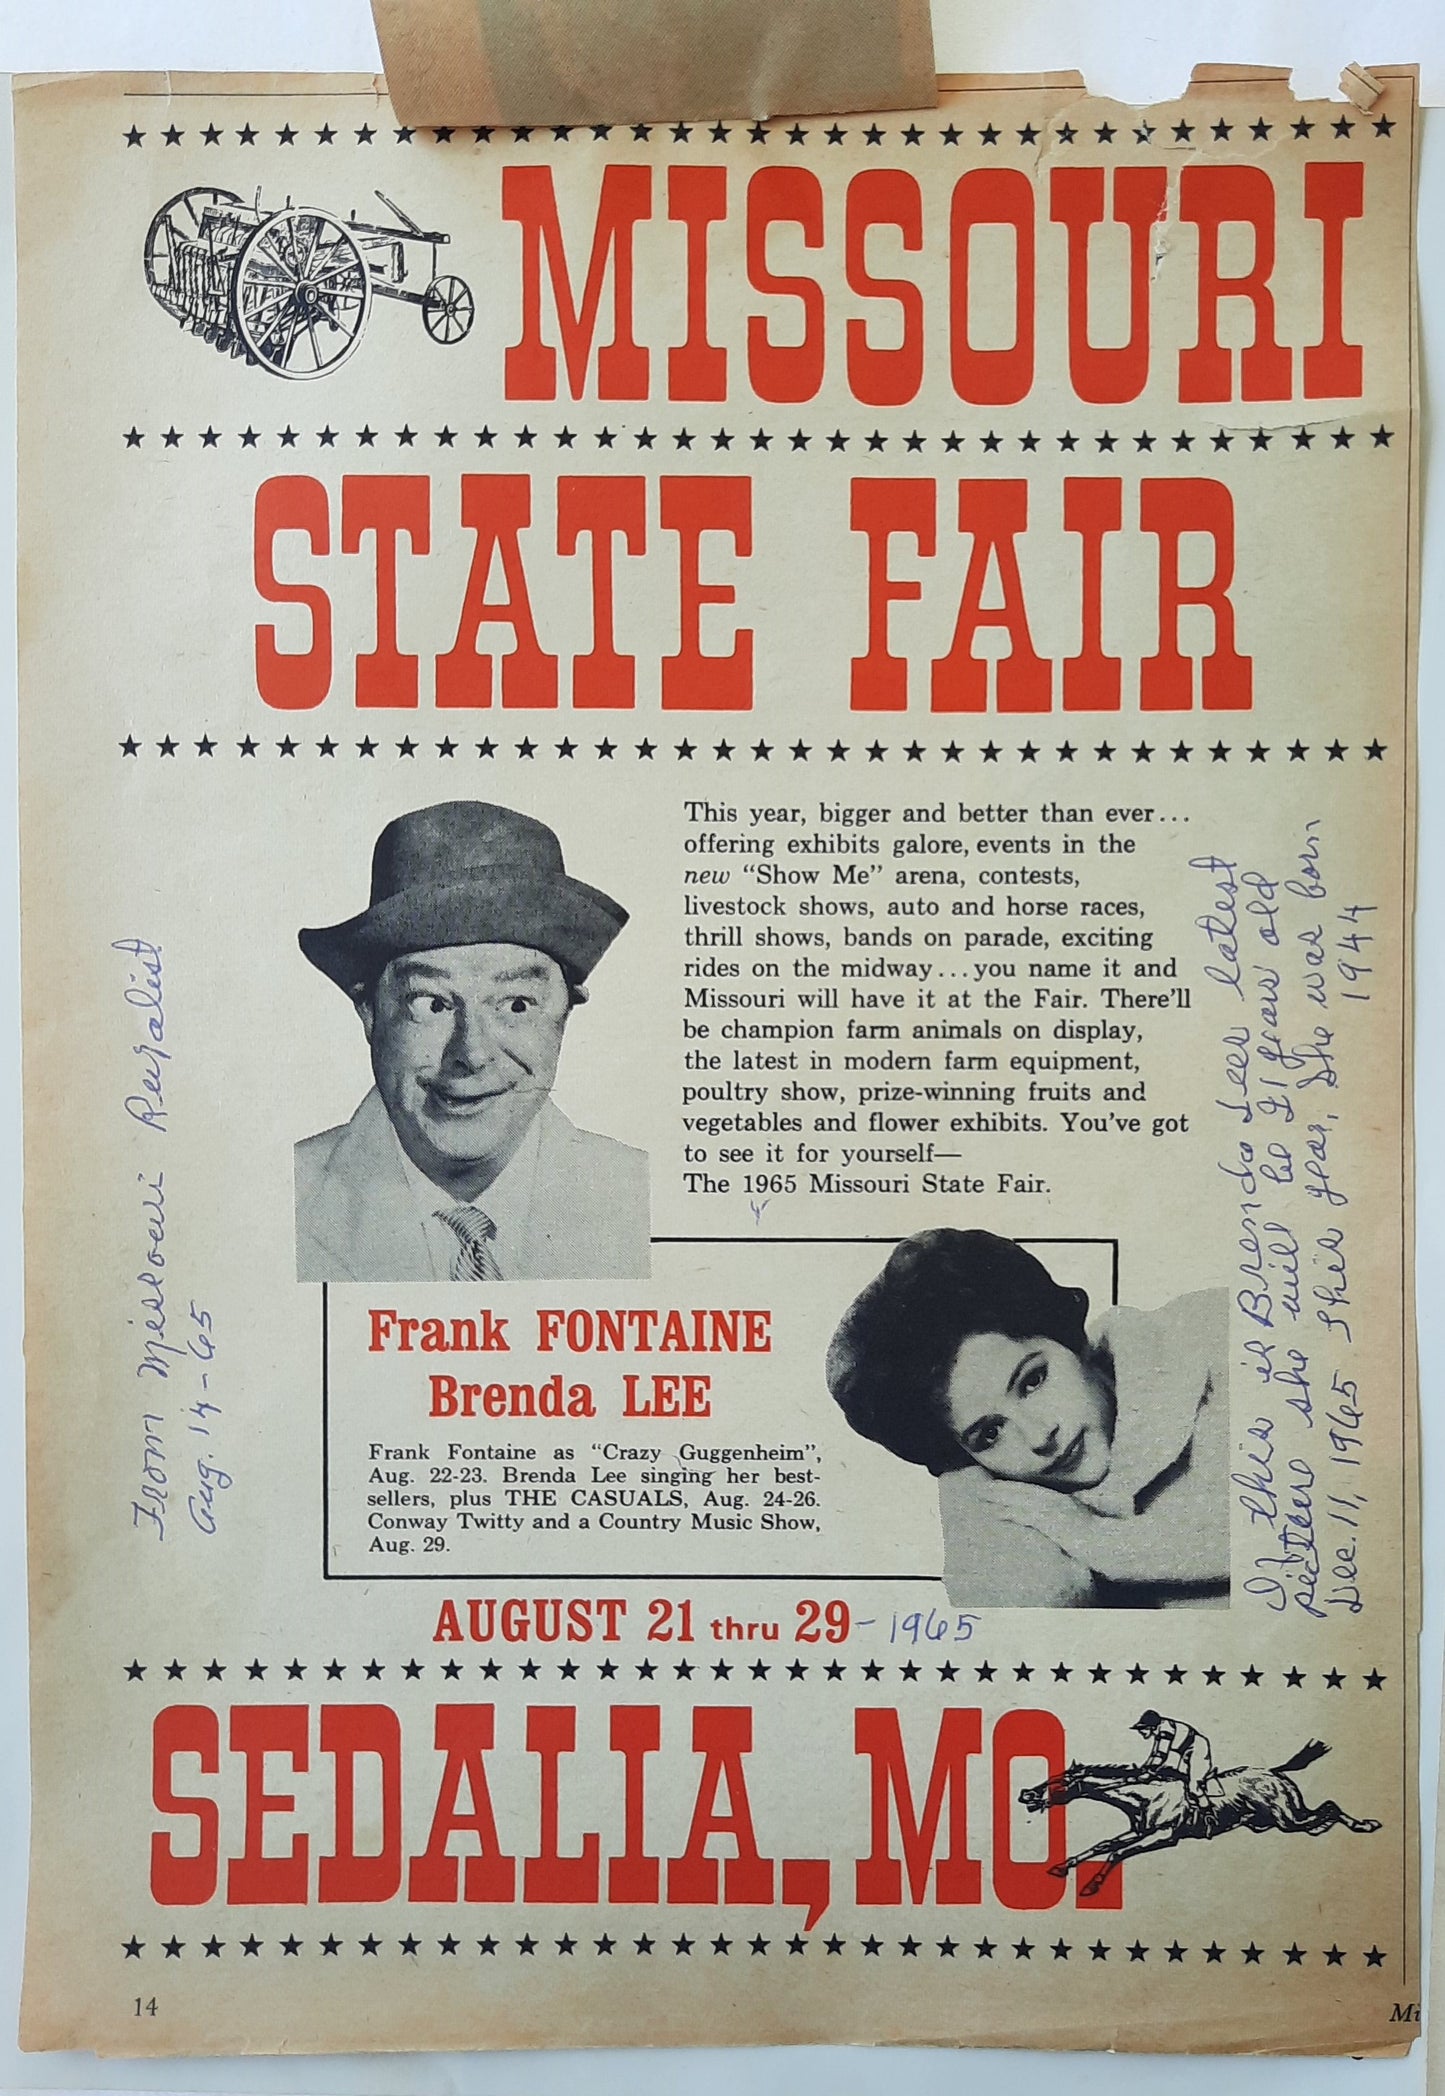 MISSOURI
STATE FAIR
This year, bigger and better than ever...
offering exhibits galore, events in the
new “Show Me” arena, contests,
livestock shows, auto and horse races,
thrill shows, bands on parade, exciting
rides on the midway...you name it and
Missouri will have it at the Fair. There'll
be champion farm animals on display,
the latest in modern farm equipment,
poultry show, prize-winning fruits and
vegetables and flower exhibits. You've got
to see it for yourself—
The 1965 Missouri State Fair.
Frank FONTAINE
Brenda LEE
Frank Fontaine as “Crazy Guggenheim”,
Aug. 22-23. Brenda Lee singing her best-
sellers, plus THE CASUALS, Aug. 24-26.
Conway Twitty and a Country Music Show,
Aug. 29.
AUGUST 21 thru 29 - 1965
SEDALIA, MO.
14
Mi
From Missouri Ruralist
Aug. 14-65
If this is Brenda Lees latest
picture she will be 21 years old
Dec. 11, 1965 this year, She was born
1944